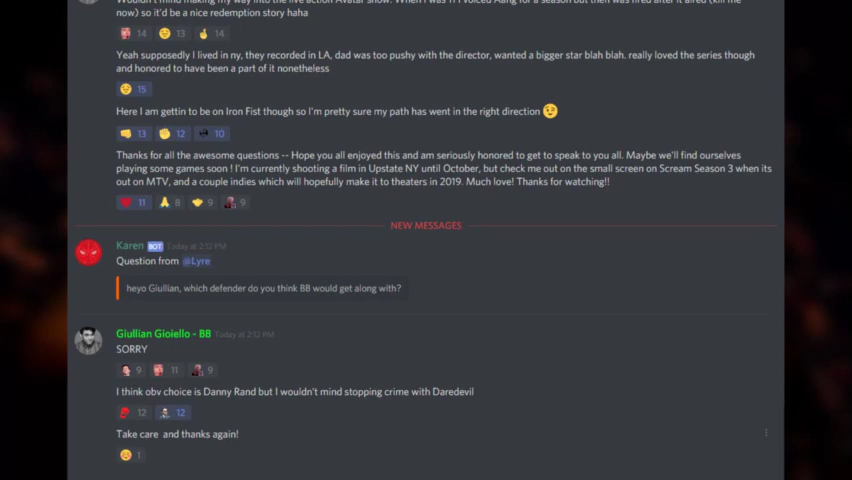 Wouldn't mind making my way into the live action Avatar show. When I was 11 I voiced Aang for a season but then was fired after it aired (kill me
now) so it'd be a nice redemption story haha
14 13 14
Yeah supposedly I lived in ny, they recorded in LA, dad was too pushy with the director, wanted a bigger star blah blah. really loved the series though
and honored to have been a part of it nonetheless
15
Here I am gettin to be on Iron Fist though so I'm pretty sure my path has went in the right direction
13 12 10
Thanks for all the awesome questions -- Hope you all enjoyed this and am seriously honored to get to speak to you all. Maybe we'll find ourselves
playing some games soon ! I'm currently shooting a film in Upstate NY until October, but check me out on the small screen on Scream Season 3 when its
out on MTV, and a couple indies which will hopefully make it to theaters in 2019. Much love! Thanks for watching!!
11 8 9 9
NEW MESSAGES
Karen BOT Today at 2:12 PM
Question from @Lyre
heyo Giullian, which defender do you think BB would get along with?
Giullian Gioiello - BB Today at 2:12 PM
SORRY
9 11 9
I think obv choice is Danny Rand but I wouldn't mind stopping crime with Daredevil
12 12
Take care and thanks again!
1